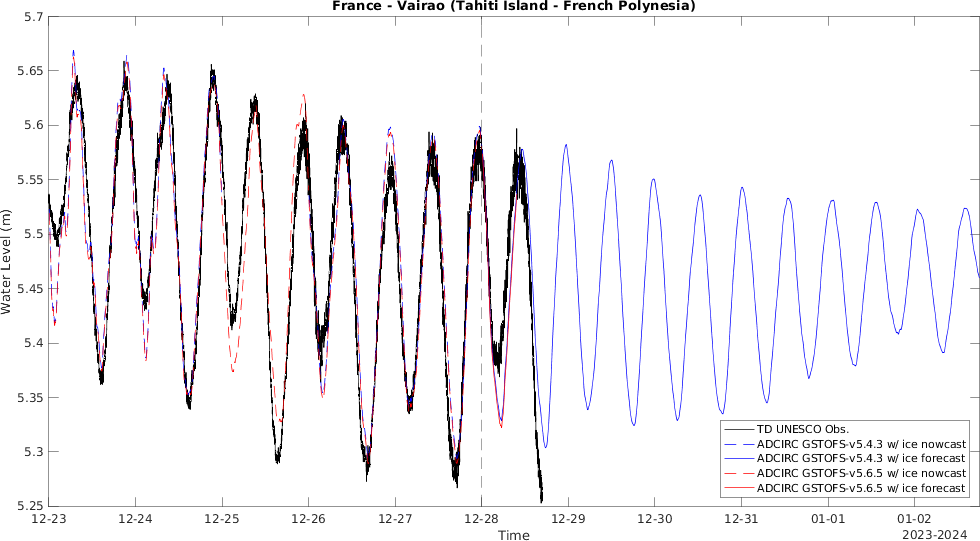 France - Vairao (Tahiti Island - French Polynesia)
Water Level (m)
5.7
5.65
5.6
5.55
5.5
5.45
5.4
5.35
5.3
5.25
TD UNESCO Obs.
ADCIRC GSTOFS-v5.4.3 w/ ice nowcast
ADCIRC GSTOFS-v5.4.3 w/ ice forecast
ADCIRC GSTOFS-v5.6.5 w/ ice nowcast
ADCIRC GSTOFS-v5.6.5 w/ ice forecast
12-23 12-24 12-25 12-26 12-27 12-28 12-29 12-30 12-31 01-01 01-02
Time
2023-2024